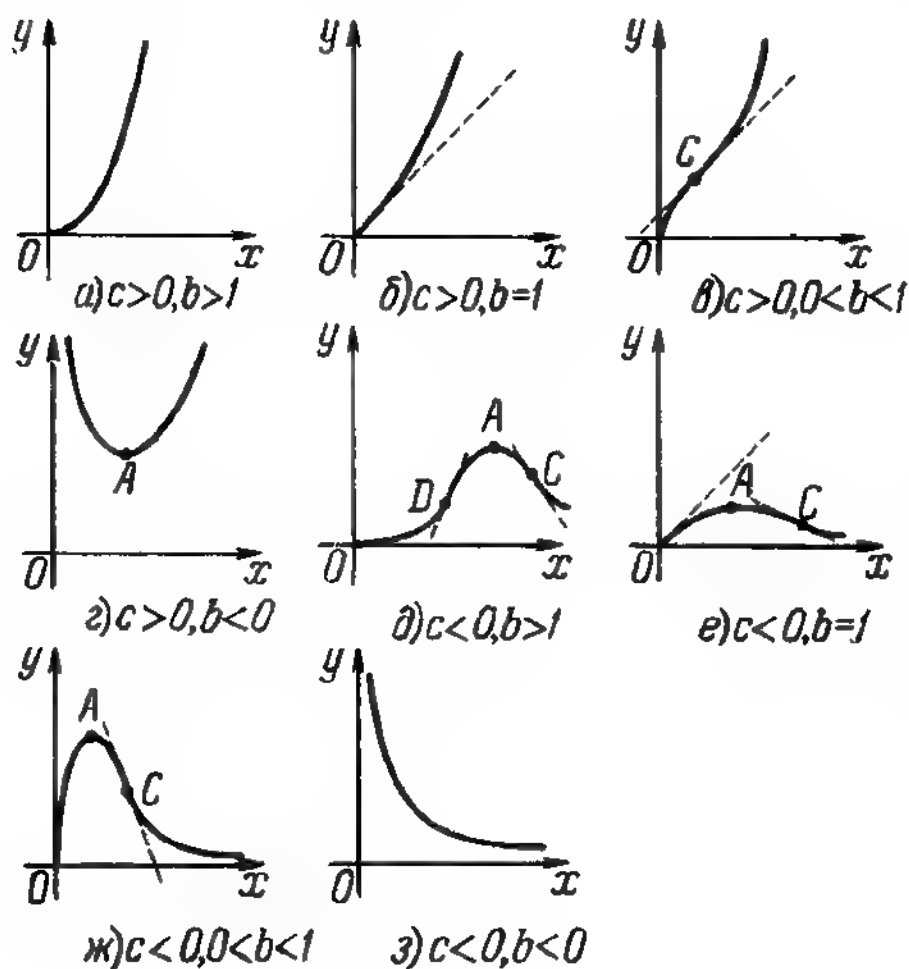 y y y
C
0 x 0 x 0 x
а) c>0, b>1 б) c>0, b=1 в) c>0, 0<b<1
y y y
A
A D C A C
0 x 0 x 0 x
г) c>0, b<0 д) c<0, b>1 е) c<0, b=1
y y
A
C
0 x 0 x
ж) c<0, 0<b<1 з) c<0, b<0